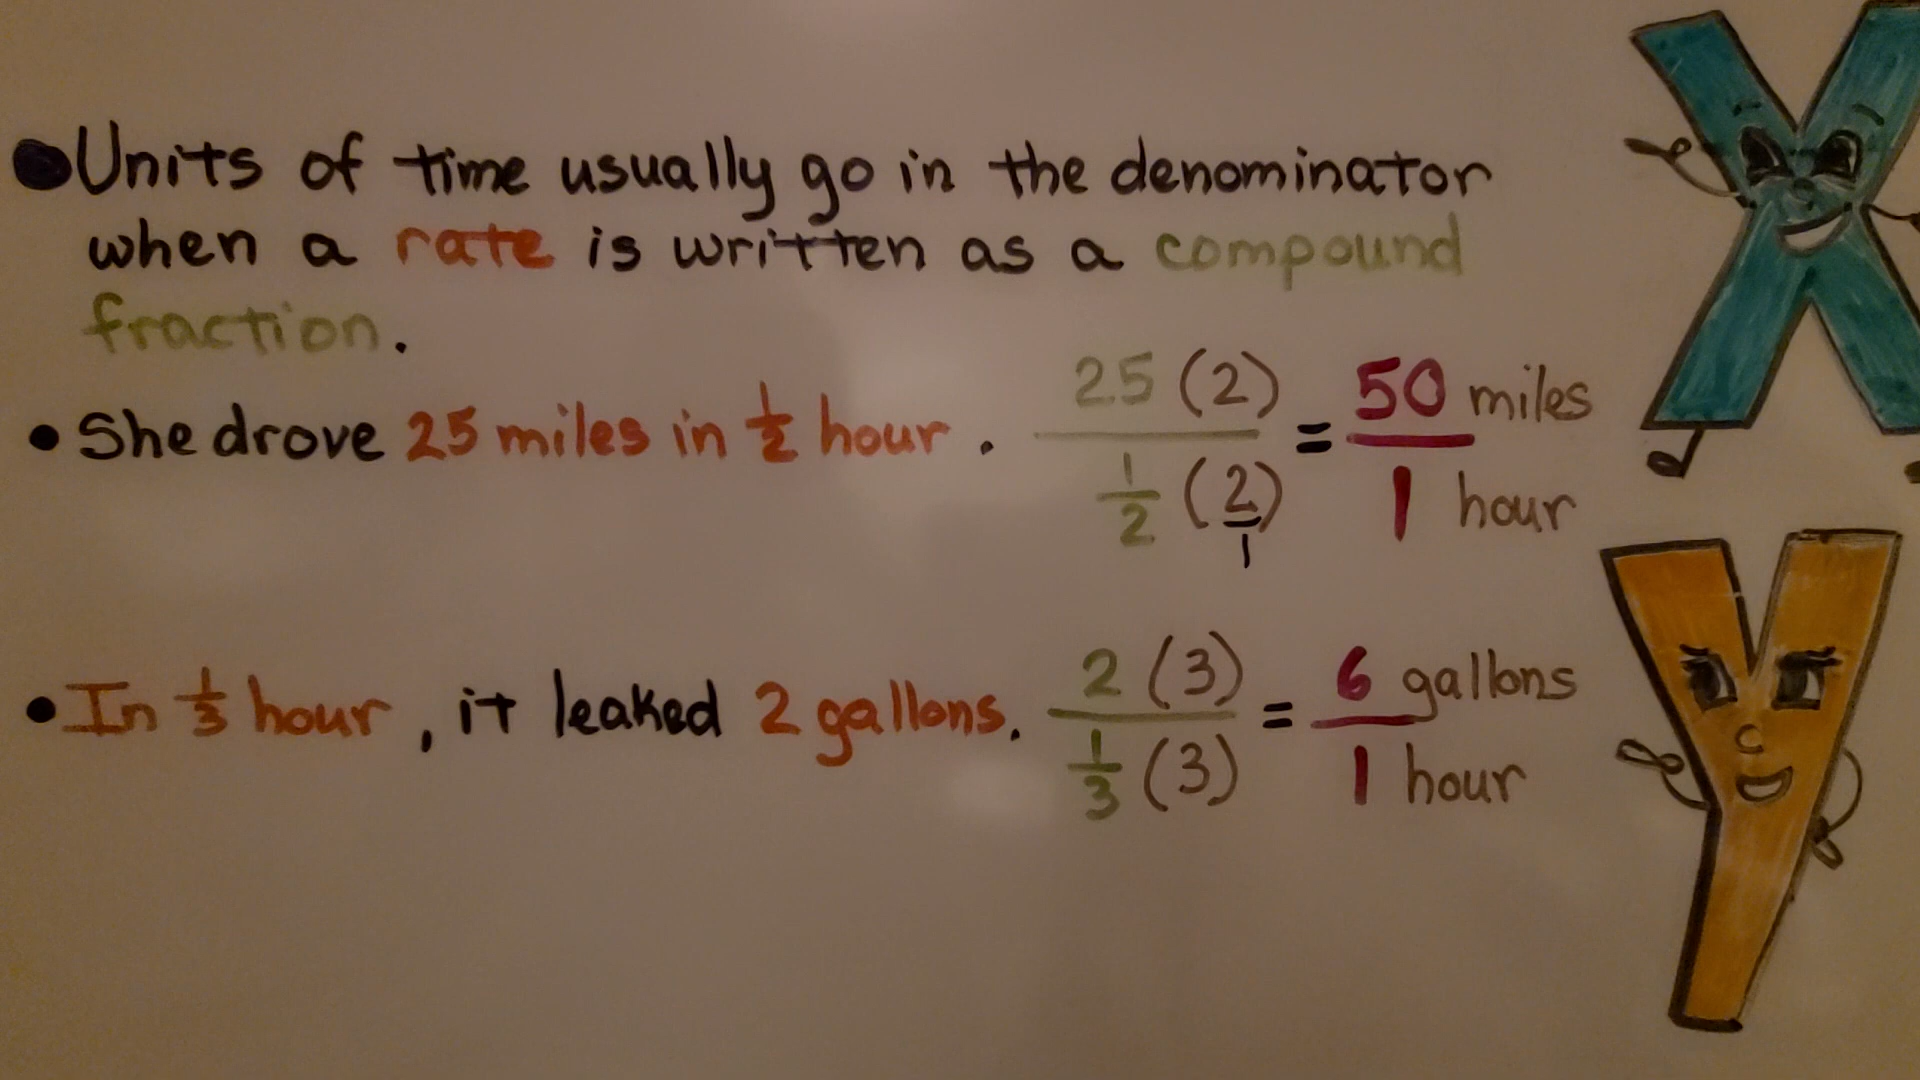 ● Units of time usually go in the denominator
when a rate is written as a compound
fraction.
• She drove 25 miles in 1/2 hour. 25 (2) / 1/2 (2/1) = 50 miles / 1 hour
• In 1/3 hour, it leaked 2 gallons. 2 (3) / 1/3 (3) = 6 gallons / 1 hour
X
Y